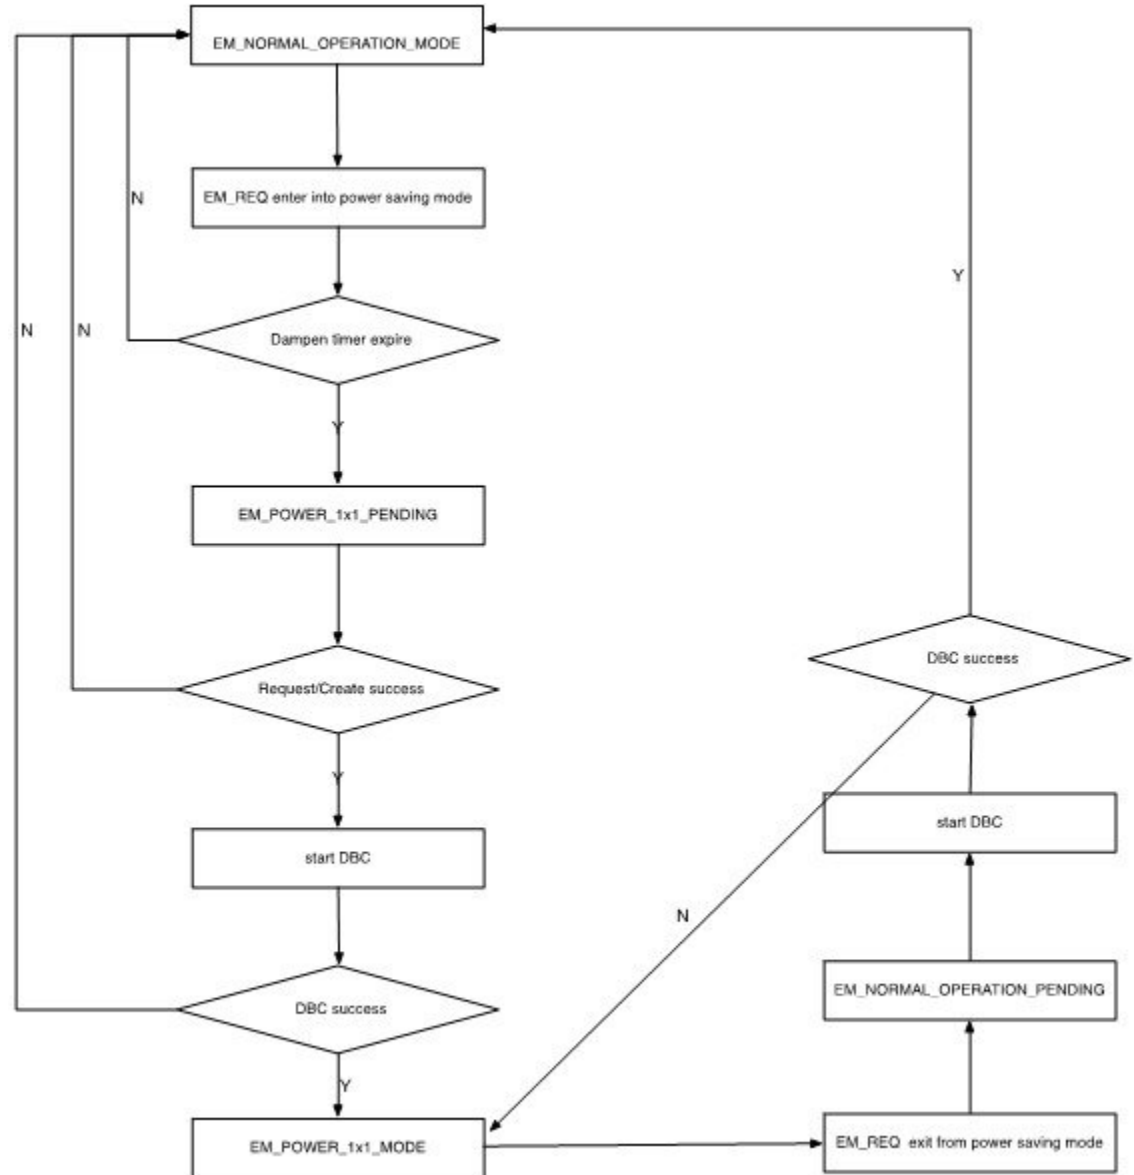 EM_NORMAL_OPERATION_MODE
EM_REQ enter into power saving mode
N
Y
N
N
Dampen timer expire
Y
EM_POWER_1x1_PENDING
DBC success
Request/Create success
Y
start DBC
start DBC
N
EM_NORMAL_OPERATION_PENDING
DBC success
Y
EM_POWER_1x1_MODE
EM_REQ exit from power saving mode